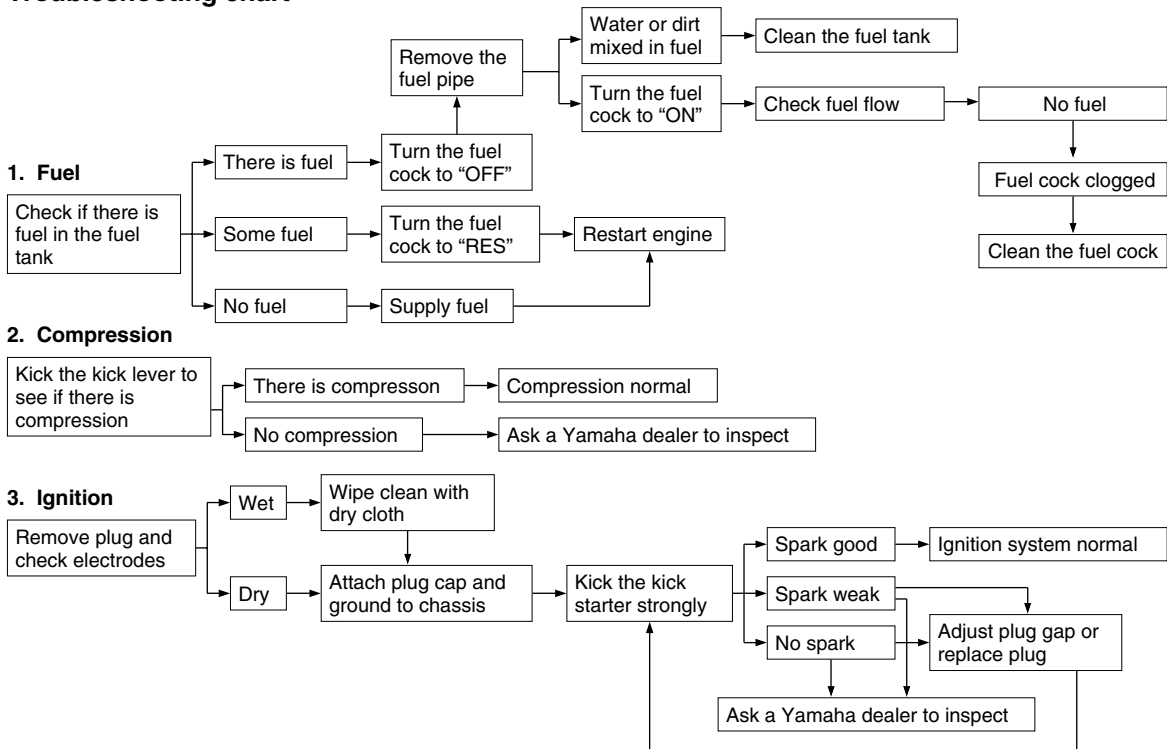 Water or dirt
mixed in fuel
Clean the fuel tank
Remove the
fuel pipe
Turn the fuel
cock to “ON”
Check fuel flow
No fuel
1. Fuel
There is fuel
Turn the fuel
cock to “OFF”
Fuel cock clogged
Check if there is
fuel in the fuel
tank
Some fuel
Turn the fuel
cock to “RES”
Restart engine
Clean the fuel cock
No fuel
Supply fuel
2. Compression
Kick the kick lever to
see if there is
compression
There is compresson
Compression normal
No compression
Ask a Yamaha dealer to inspect
3. Ignition
Remove plug and
check electrodes
Wet
Wipe clean with
dry cloth
Dry
Attach plug cap and
ground to chassis
Kick the kick
starter strongly
Spark good
Ignition system normal
Spark weak
No spark
Adjust plug gap or
replace plug
Ask a Yamaha dealer to inspect